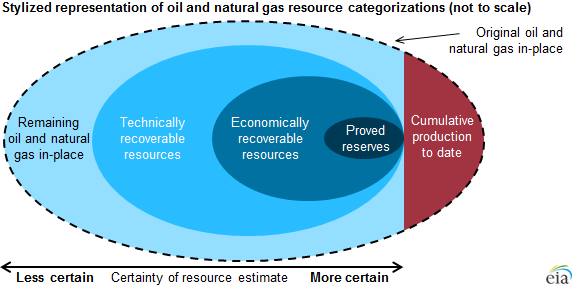 Stylized representation of oil and natural gas resource categorizations (not to scale)
Original oil and
natural gas in-place
Remaining
oil and natural
gas in-place
Technically
recoverable
resources
Economically
recoverable
resources
Proved
reserves
Cumulative
production
to date
Less certain Certainty of resource estimate More certain
eia